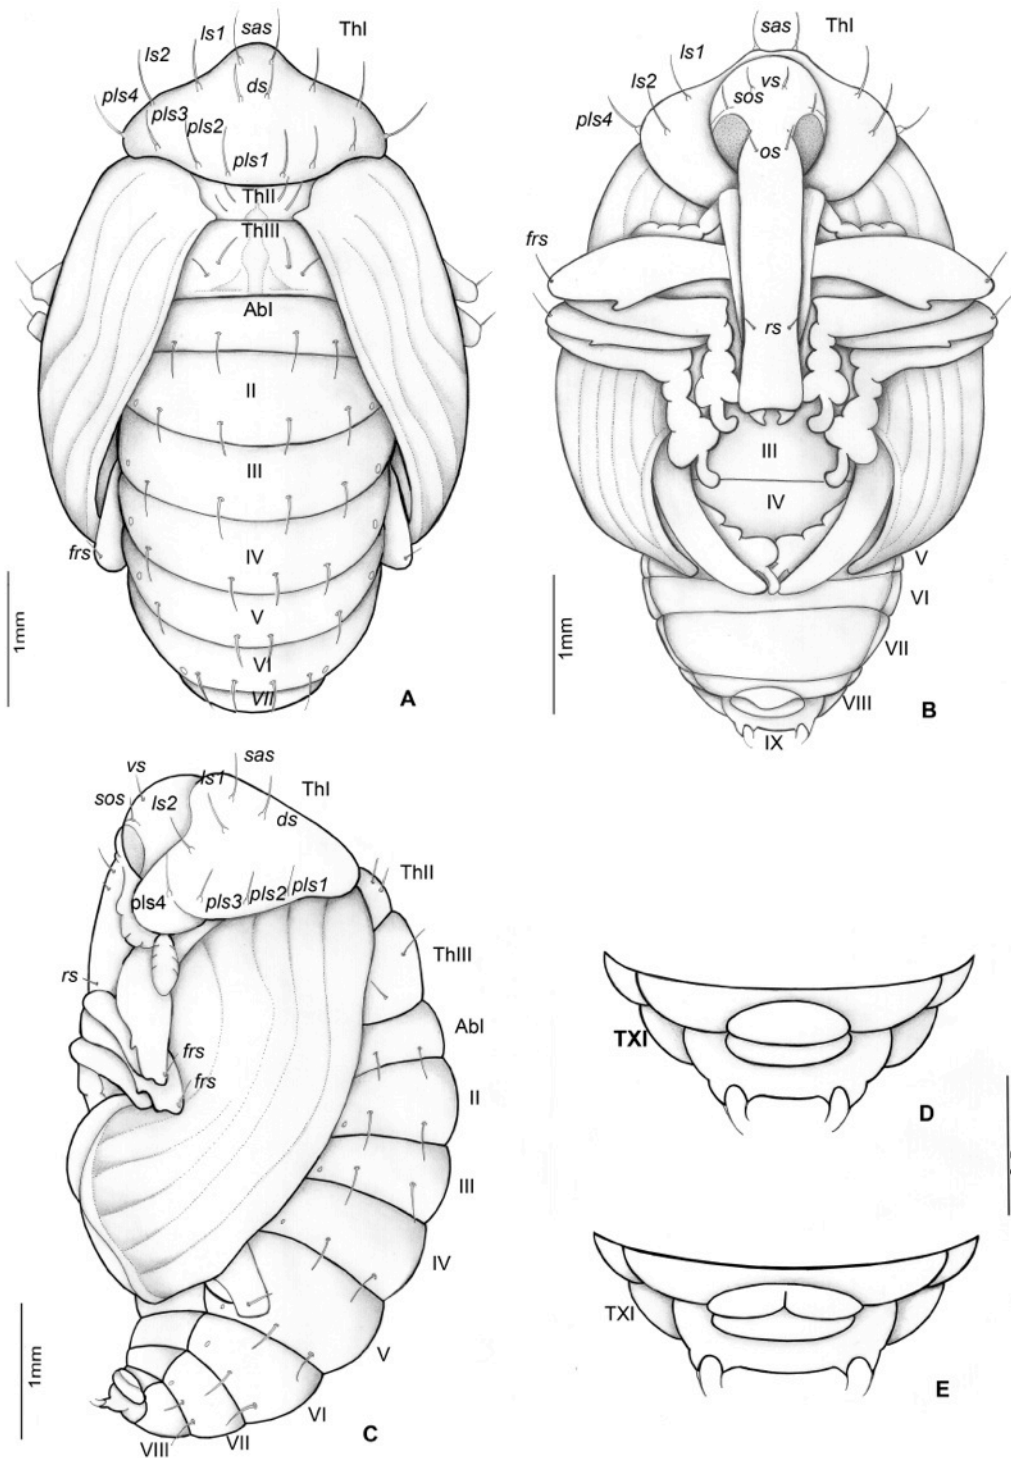 sas
ThI
ls1
ls2
ds
pls4
pls3
pls2
pls1
ThII
ThIII
AbI
II
III
IV
frs
V
VI
VII
1mm
A
sas
ThI
ls1
ls2
vs
sos
pls4
os
frs
rs
III
IV
V
VI
VII
VIII
IX
1mm
B
vs
sas
ls1
ThI
sos
ls2
ds
ThII
pls4
pls3
pls2
pls1
ThIII
rs
AbI
frs
frs
II
III
IV
V
VI
VII
VIII
1mm
C
TXI
D
TXI
E